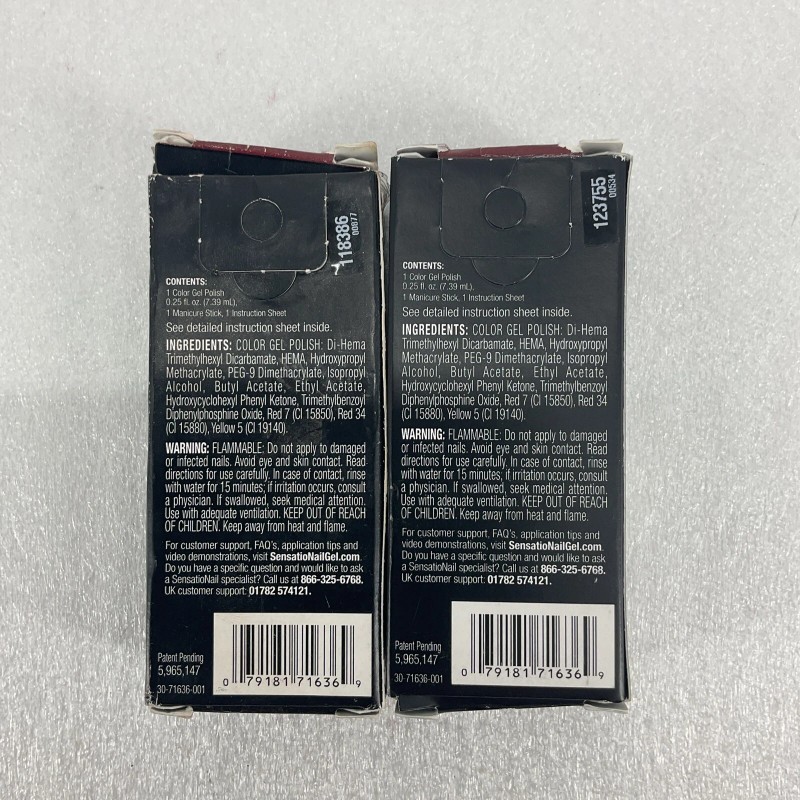 118386
00077
CONTENTS:
1 Color Gel Polish
0.25 fl. oz. (7.39 mL),
1 Manicure Stick, 1 Instruction Sheet
See detailed instruction sheet inside.
INGREDIENTS: COLOR GEL POLISH: Di-Hema
Trimethylhexyl Dicarbamate, HEMA, Hydroxypropyl
Methacrylate, PEG-9 Dimethacrylate, Isopropyl
Alcohol, Butyl Acetate, Ethyl Acetate,
Hydroxycyclohexyl Phenyl Ketone, Trimethylbenzoyl
Diphenylphosphine Oxide, Red 7 (CI 15850), Red 34
(CI 15880), Yellow 5 (CI 19140).
WARNING: FLAMMABLE: Do not apply to damaged
or infected nails. Avoid eye and skin contact. Read
directions for use carefully. In case of contact, rinse
with water for 15 minutes; if irritation occurs, consult
a physician. If swallowed, seek medical attention.
Use with adequate ventilation. KEEP OUT OF REACH
OF CHILDREN. Keep away from heat and flame.
For customer support, FAQ's, application tips and
video demonstrations, visit SensatioNailGel.com.
Do you have a specific question and would like to ask
a SensatioNail specialist? Call us at 866-325-6768.
UK customer support: 01782 574121.
Patent Pending
5,965,147
30-71636-001
0 79181 71636 9
123755
00534
CONTENTS:
1 Color Gel Polish
0.25 fl. oz. (7.39 mL),
1 Manicure Stick, 1 Instruction Sheet
See detailed instruction sheet inside.
INGREDIENTS: COLOR GEL POLISH: Di-Hema
Trimethylhexyl Dicarbamate, HEMA, Hydroxypropyl
Methacrylate, PEG-9 Dimethacrylate, Isopropyl
Alcohol, Butyl Acetate, Ethyl Acetate,
Hydroxycyclohexyl Phenyl Ketone, Trimethylbenzoyl
Diphenylphosphine Oxide, Red 7 (CI 15850), Red 34
(CI 15880), Yellow 5 (CI 19140).
WARNING: FLAMMABLE: Do not apply to damaged
or infected nails. Avoid eye and skin contact. Read
directions for use carefully. In case of contact, rinse
with water for 15 minutes; if irritation occurs, consult
a physician. If swallowed, seek medical attention.
Use with adequate ventilation. KEEP OUT OF REACH
OF CHILDREN. Keep away from heat and flame.
For customer support, FAQ's, application tips and
video demonstrations, visit SensatioNailGel.com.
Do you have a specific question and would like to ask
a SensatioNail specialist? Call us at 866-325-6768.
UK customer support: 01782 574121.
Patent Pending
5,965,147
30-71636-001
0 79181 71636 9